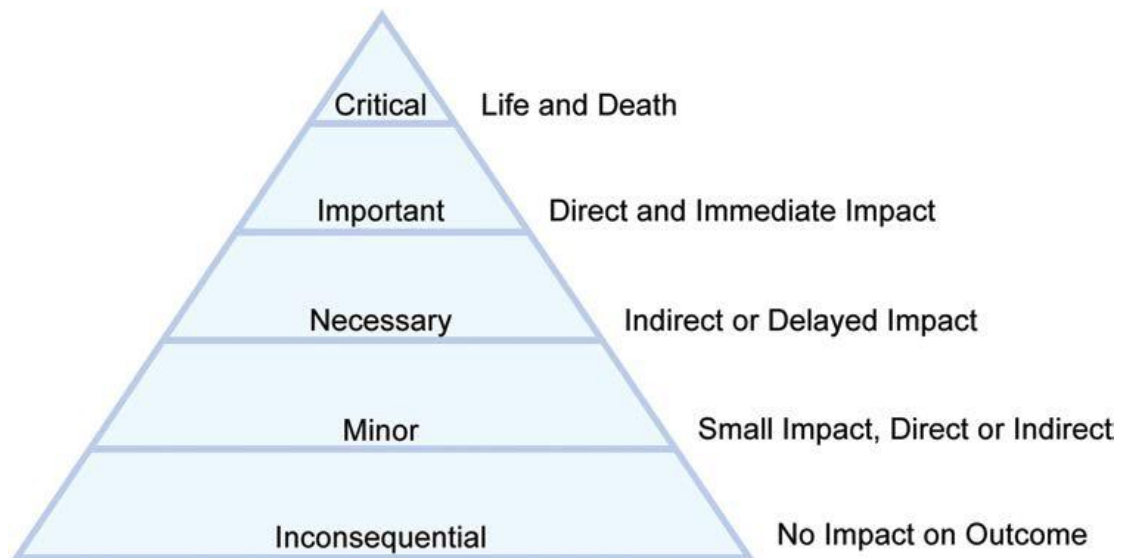 Critical Life and Death
Important Direct and Immediate Impact
Necessary Indirect or Delayed Impact
Minor Small Impact, Direct or Indirect
Inconsequential No Impact on Outcome